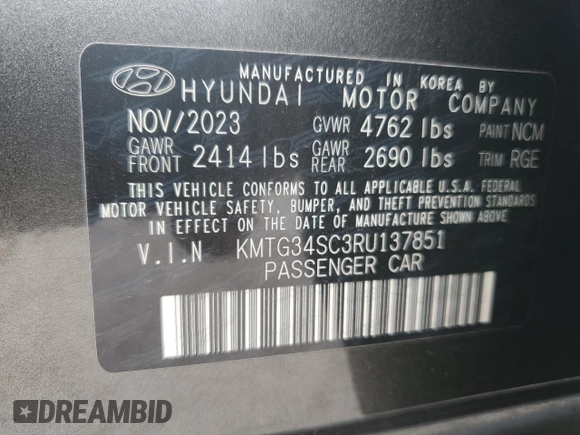 MANUFACTURED IN KOREA BY
HYUNDAI MOTOR COMPANY
NOV/2023 GVWR 4762 lbs PAINT NCM
GAWR FRONT 2414 lbs GAWR REAR 2690 lbs TRIM RGE
THIS VEHICLE CONFORMS TO ALL APPLICABLE U.S.A. FEDERAL
MOTOR VEHICLE SAFETY, BUMPER, AND THEFT PREVENTION STANDARDS
IN EFFECT ON THE DATE OF MANUFACTURE SHOWN ABOVE
V.I.N KMTG34SC3RU137851
PASSENGER CAR
DREAMBID